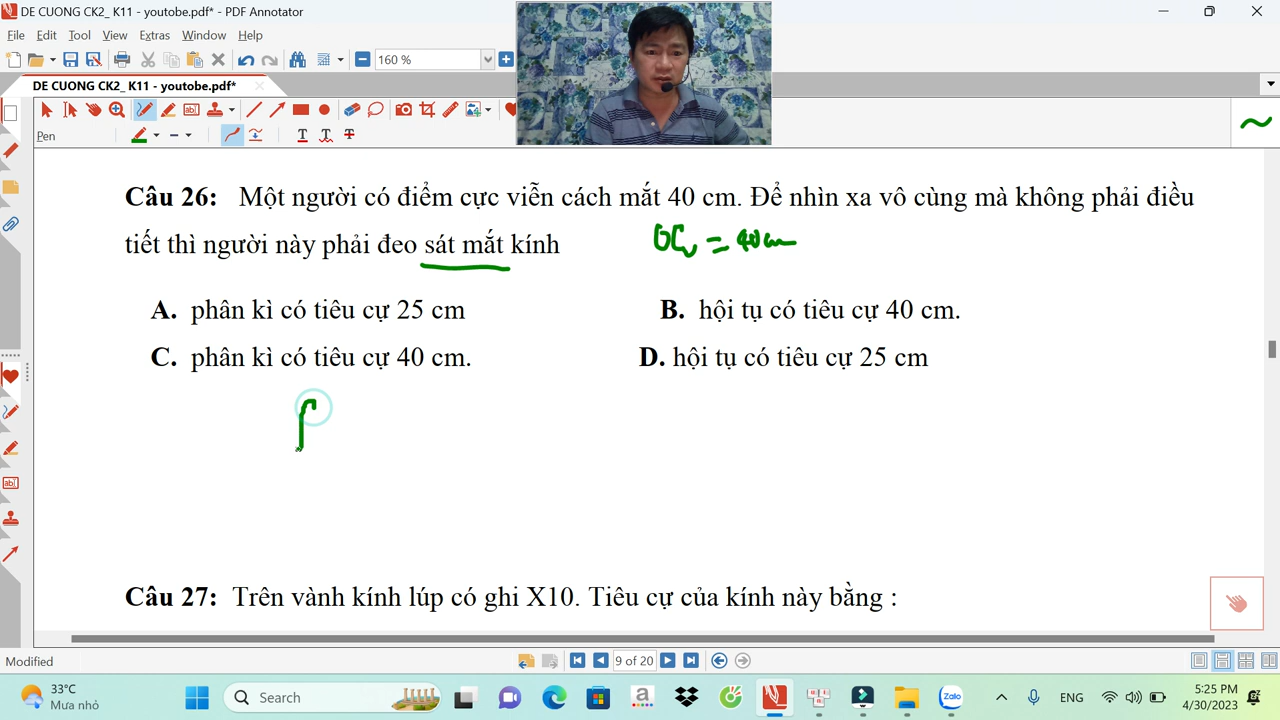 DE CUONG CK2_ K11 - youtobe.pdf* - PDF Annotator
File Edit Tool View Extras Window Help
160 %
DE CUONG CK2_ K11 - youtobe.pdf*
Pen
Câu 26: Một người có điểm cực viễn cách mắt 40 cm. Để nhìn xa vô cùng mà không phải điều
tiết thì người này phải đeo sát mắt kính
OCv = 40cm
A. phân kì có tiêu cự 25 cm
B. hội tụ có tiêu cự 40 cm.
C. phân kì có tiêu cự 40 cm.
D. hội tụ có tiêu cự 25 cm
Câu 27: Trên vành kính lúp có ghi X10. Tiêu cự của kính này bằng :
Modified
9 of 20
33°C
Mưa nhỏ
Search
Zalo
ENG
5:25 PM
4/30/2023